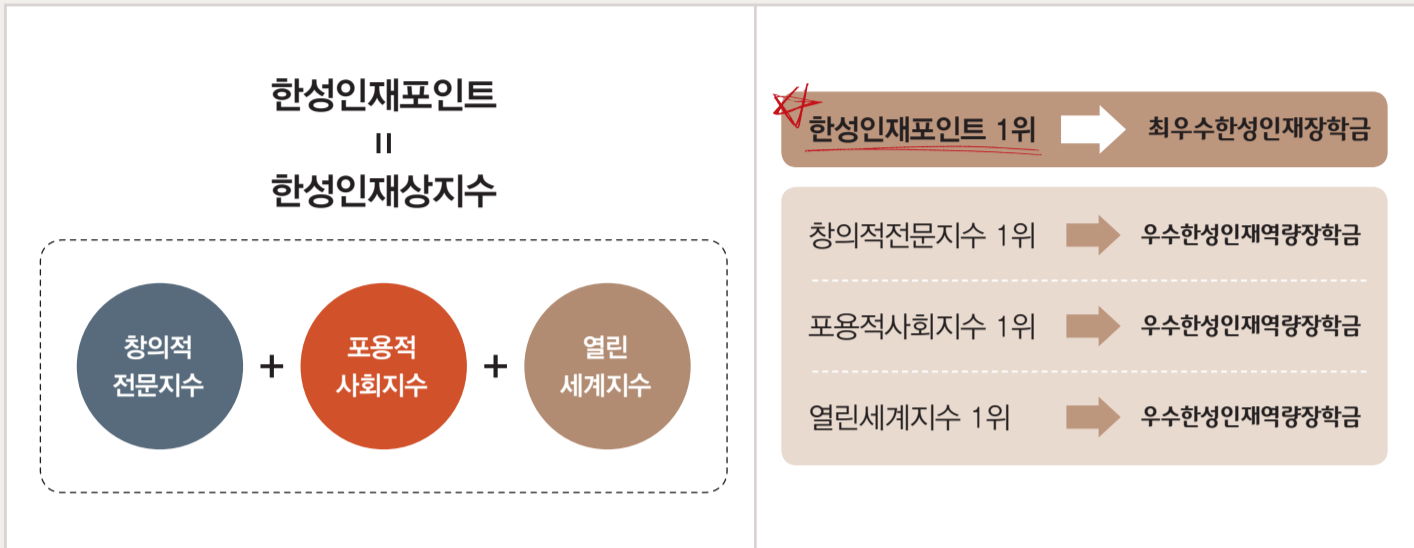 한성인재포인트
=
한성인재상지수
창의적
전문지수
+
포용적
사회지수
+
열린
세계지수
한성인재포인트 1위
최우수한성인재장학금
창의적전문지수 1위
우수한성인재역량장학금
포용적사회지수 1위
우수한성인재역량장학금
열린세계지수 1위
우수한성인재역량장학금